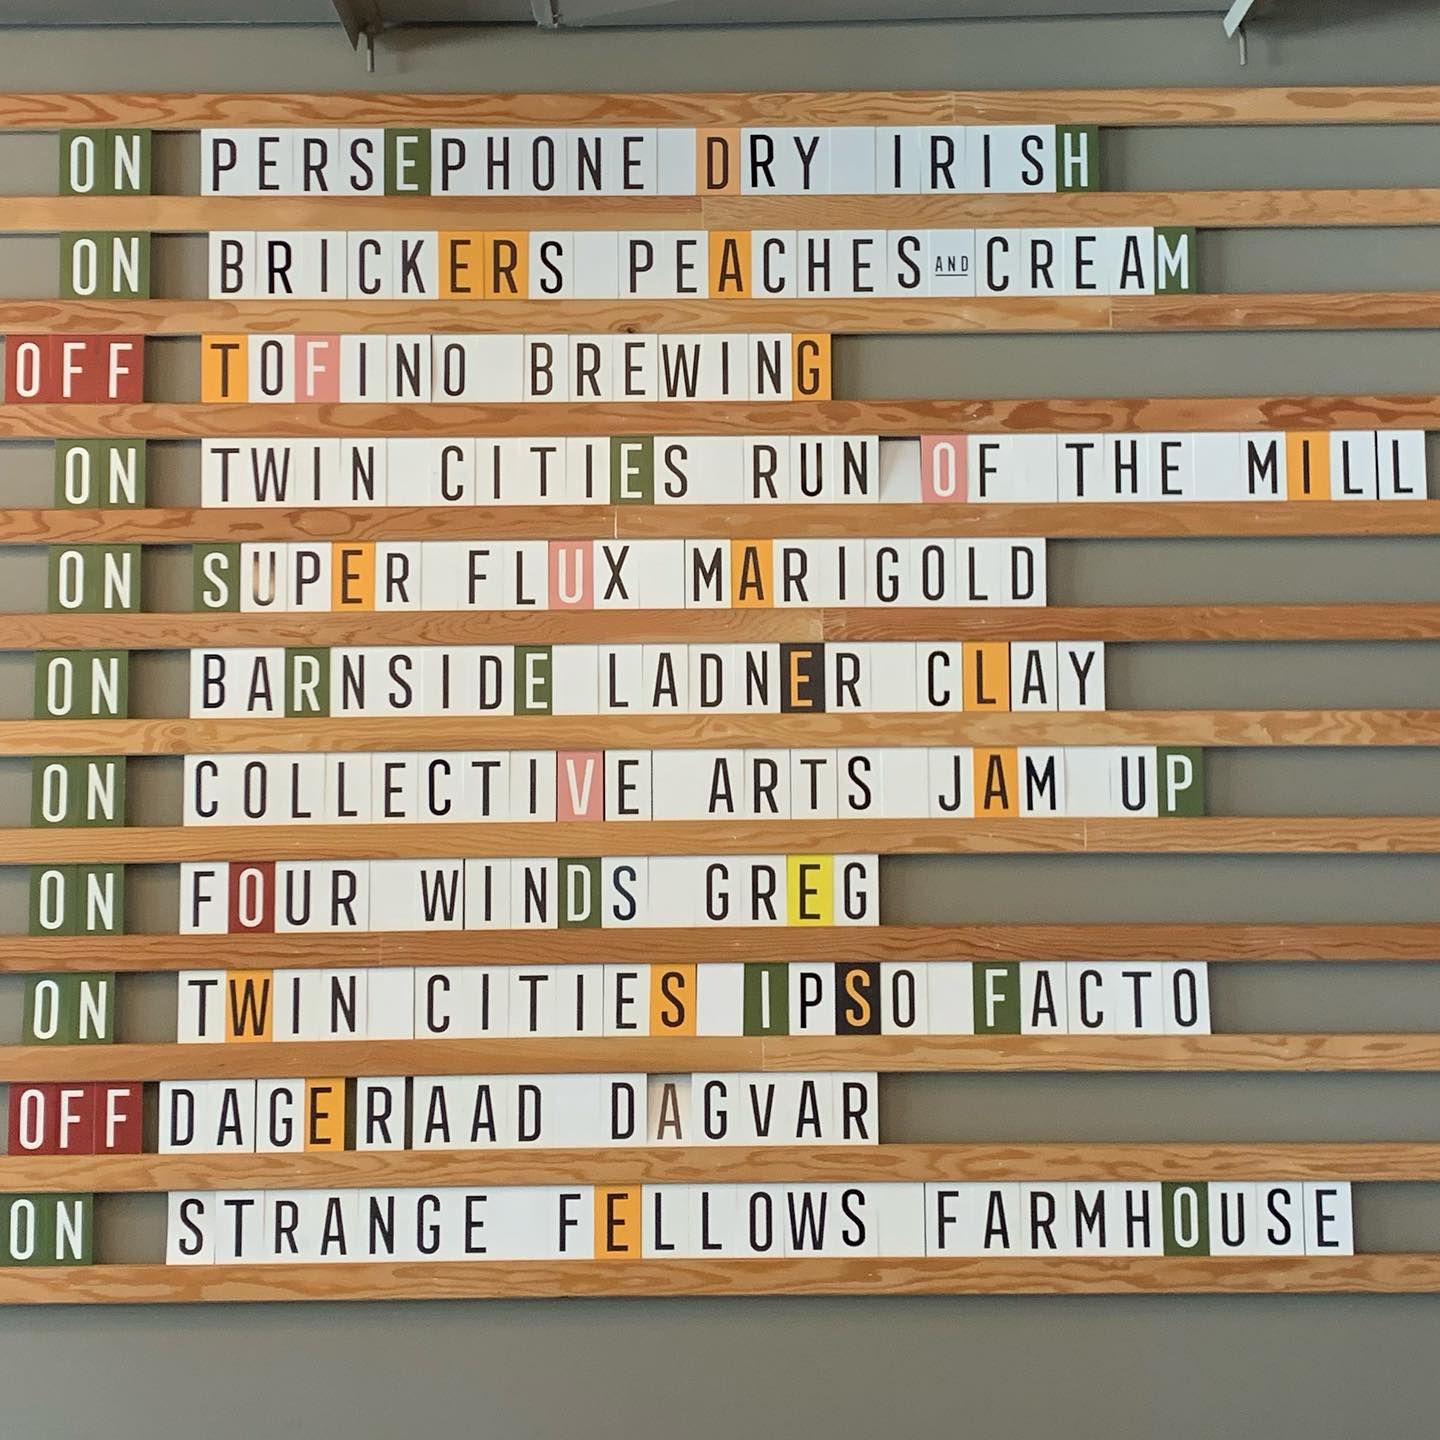 ON PERSEPHONE DRY IRISH
ON BRICKERS PEACHES AND CREAM
OFF TOFINO BREWING
ON TWIN CITIES RUN OF THE MILL
ON SUPER FLUX MARIGOLD
ON BARNSIDE LADNER CLAY
ON COLLECTIVE ARTS JAM UP
ON FOUR WINDS GREG
ON TWIN CITIES IPSO FACTO
OFF DAGERAAD DAGVAR
ON STRANGE FELLOWS FARMHOUSE